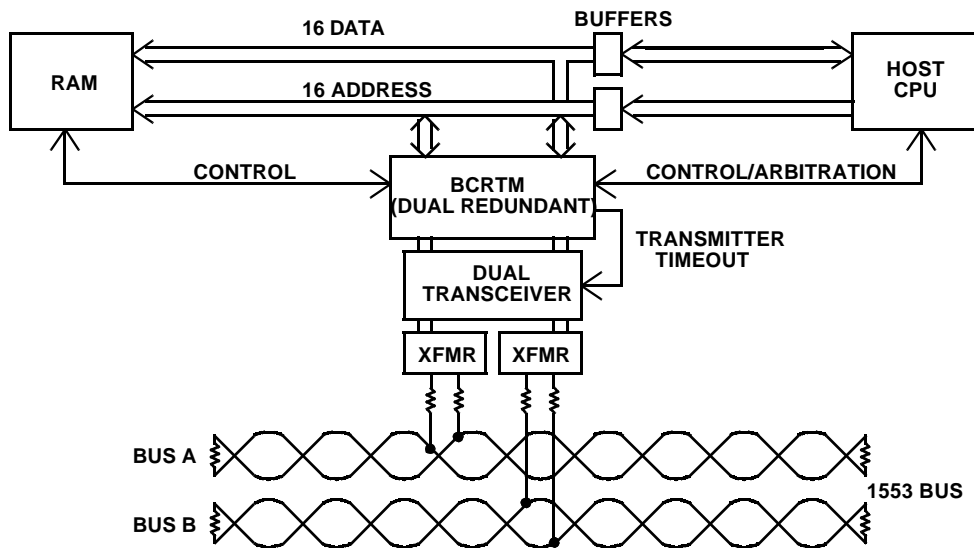 BUFFERS
16 DATA
RAM
HOST
CPU
16 ADDRESS
CONTROL
BCRTM
(DUAL REDUNDANT)
CONTROL/ARBITRATION
TRANSMITTER
TIMEOUT
DUAL
TRANSCEIVER
XFMR
XFMR
BUS A
1553 BUS
BUS B